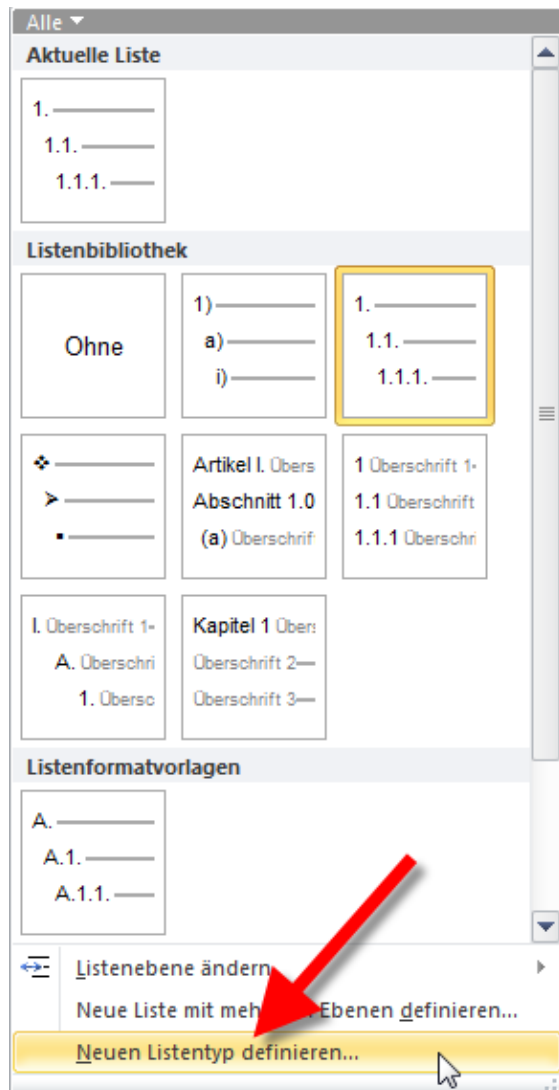 Alle
Aktuelle Liste
1.
1.1.
1.1.1.
Listenbibliothek
Ohne
1)
a)
i)
1.
1.1.
1.1.1.
Artikel I. Übers
Abschnitt 1.0
(a) Überschrif
1 Überschrift 1
1.1 Überschrift
1.1.1 Überschri
I. Überschrift 1
A. Überschri
1. Übersc
Kapitel 1 Übers
Überschrift 2
Überschrift 3
Listenformatvorlagen
A.
A.1.
A.1.1.
Listenebene ändern
Neue Liste mit Ebenen definieren...
Neuen Listentyp definieren...